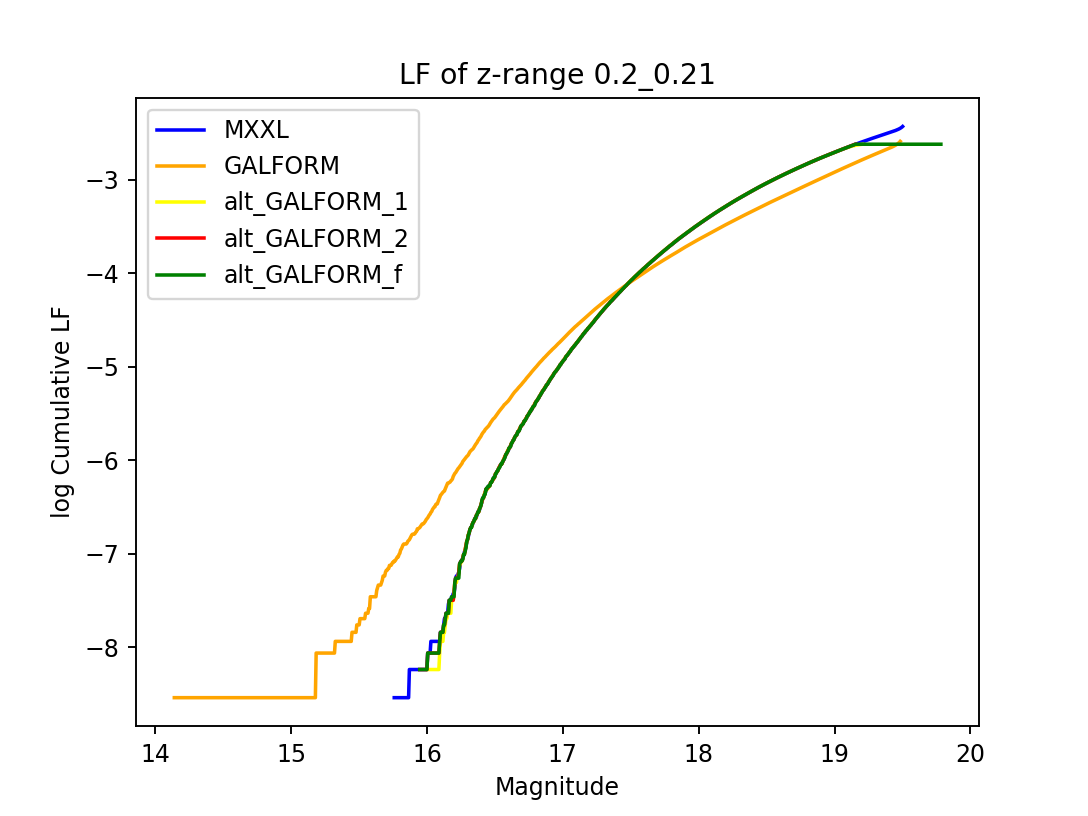 LF of z-range 0.2_0.21
MXXL
GALFORM
alt_GALFORM_1
alt_GALFORM_2
alt_GALFORM_f
log Cumulative LF
−3
−4
−5
−6
−7
−8
14 15 16 17 18 19 20
Magnitude